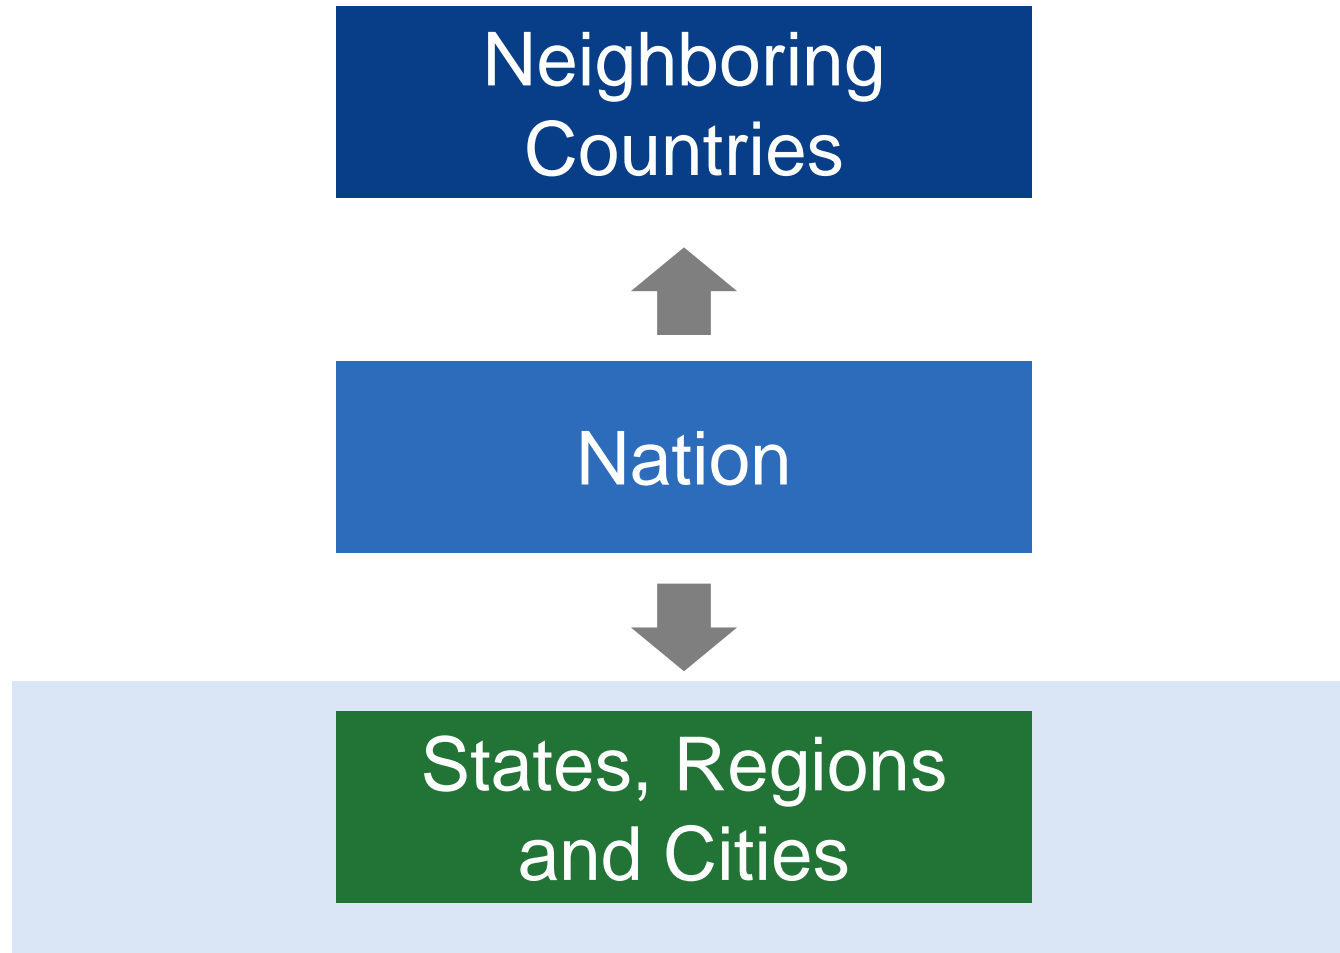 Neighboring
Countries
Nation
States, Regions
and Cities